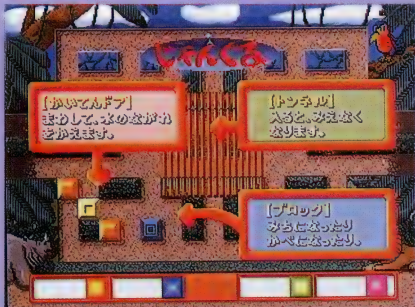 じゃんぐる
【かいてんドア】
まわして、水のながれ
をかえます。
【トンネル】
入ると、みえなく
なります。
【ブロック】
みちになったり
かべになったり。